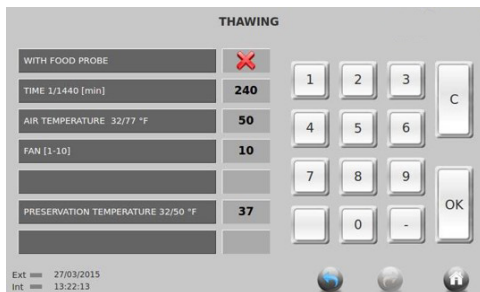 THAWING
WITH FOOD PROBE
TIME 1/1440 [min] 240
AIR TEMPERATURE 32/77 °F 50
FAN [1-10] 10
PRESERVATION TEMPERATURE 32/50 °F 37
1 2 3 C
4 5 6
7 8 9 OK
0 -
Ext 27/03/2015
Int 13:22:13